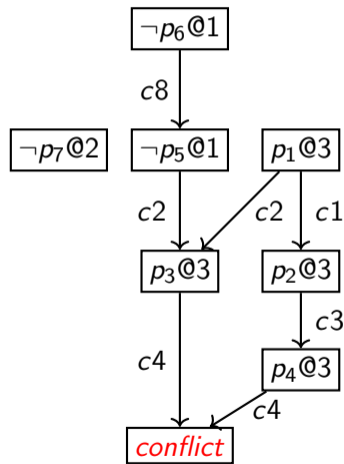 ¬p₆@1
c8
¬p₇@2 ¬p₅@1 p₁@3
c2 c2 c1
p₃@3 p₂@3
c3
c4 p₄@3
c4
conflict